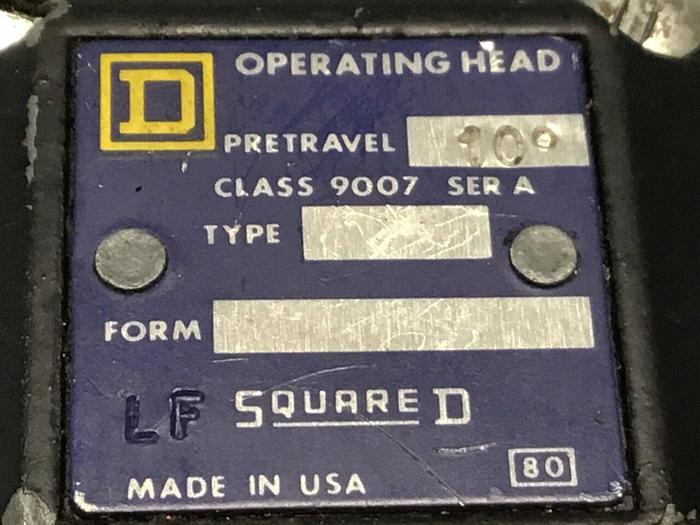 D
OPERATING HEAD
PRETRAVEL 10°
CLASS 9007 SER A
TYPE
FORM
LF SQUARE D
MADE IN USA 80